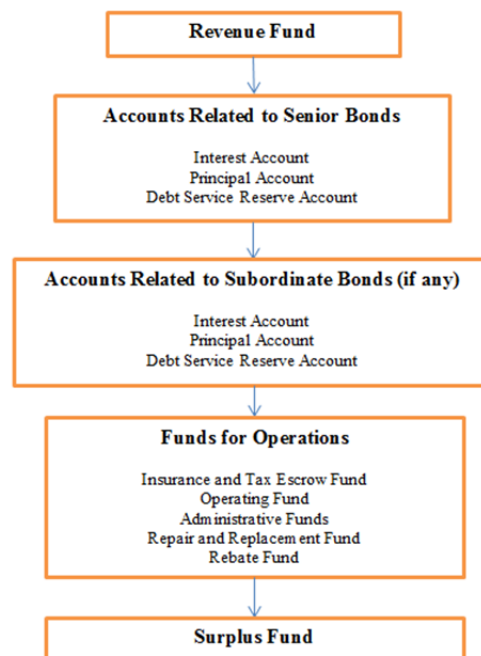 Revenue Fund
Accounts Related to Senior Bonds
Interest Account
Principal Account
Debt Service Reserve Account
Accounts Related to Subordinate Bonds (if any)
Interest Account
Principal Account
Debt Service Reserve Account
Funds for Operations
Insurance and Tax Escrow Fund
Operating Fund
Administrative Funds
Repair and Replacement Fund
Rebate Fund
Surplus Fund